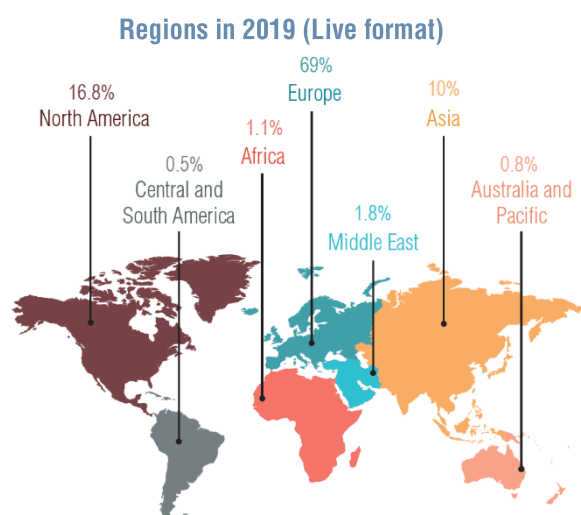 Regions in 2019 (Live format)
69%
Europe
16.8%
North America
10%
Asia
1.1%
Africa
0.5%
Central and
South America
0.8%
Australia and
Pacific
1.8%
Middle East